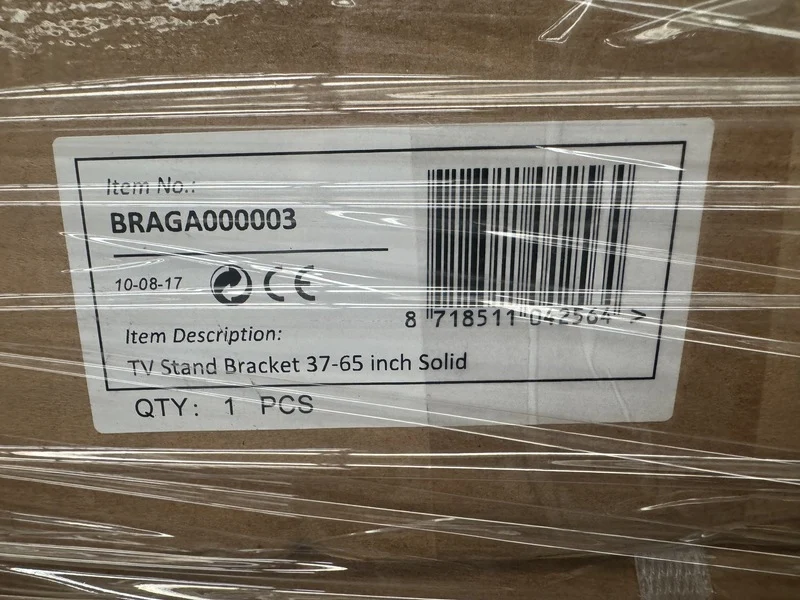 Item No.:
BRAGA000003
10-08-17 CE
8 718511 042564 >
Item Description:
TV Stand Bracket 37-65 inch Solid
QTY: 1 PCS